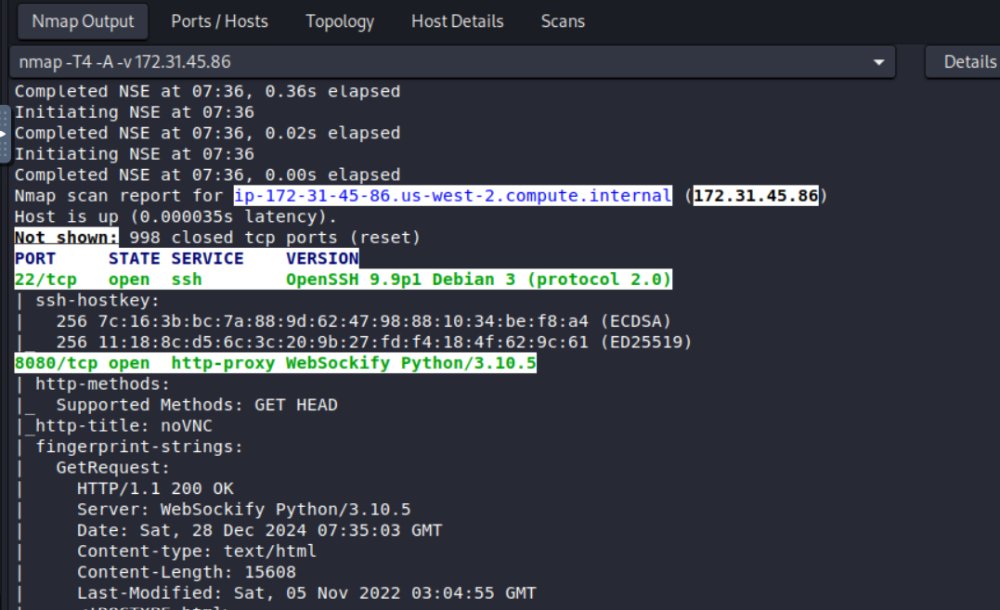 Nmap Output Ports / Hosts Topology Host Details Scans
nmap -T4 -A -v 172.31.45.86 Details
Completed NSE at 07:36, 0.36s elapsed
Initiating NSE at 07:36
Completed NSE at 07:36, 0.02s elapsed
Initiating NSE at 07:36
Completed NSE at 07:36, 0.00s elapsed
Nmap scan report for ip-172-31-45-86.us-west-2.compute.internal (172.31.45.86)
Host is up (0.000035s latency).
Not shown: 998 closed tcp ports (reset)
PORT     STATE SERVICE    VERSION
22/tcp   open  ssh        OpenSSH 9.9p1 Debian 3 (protocol 2.0)
| ssh-hostkey:
|   256 7c:16:3b:bc:7a:88:9d:62:47:98:88:10:34:be:f8:a4 (ECDSA)
|_  256 11:18:8c:d5:6c:3c:20:9b:27:fd:f4:18:4f:62:9c:61 (ED25519)
8080/tcp open  http-proxy WebSockify Python/3.10.5
| http-methods:
|_  Supported Methods: GET HEAD
|_http-title: noVNC
| fingerprint-strings:
|   GetRequest:
|     HTTP/1.1 200 OK
|     Server: WebSockify Python/3.10.5
|     Date: Sat, 28 Dec 2024 07:35:03 GMT
|     Content-type: text/html
|     Content-Length: 15608
|     Last-Modified: Sat, 05 Nov 2022 03:04:55 GMT